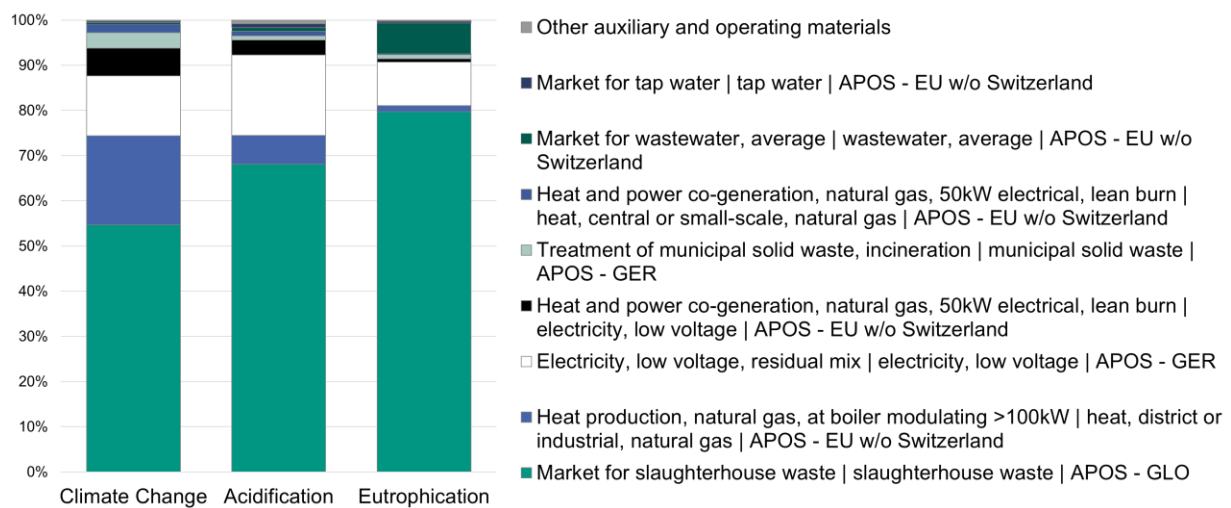 100%
90%
80%
70%
60%
50%
40%
30%
20%
10%
0%
Climate Change
Acidification
Eutrophication
Other auxiliary and operating materials
Market for tap water | tap water | APOS - EU w/o Switzerland
Market for wastewater, average | wastewater, average | APOS - EU w/o
Switzerland
Heat and power co-generation, natural gas, 50kW electrical, lean burn |
heat, central or small-scale, natural gas | APOS - EU w/o Switzerland
Treatment of municipal solid waste, incineration | municipal solid waste |
APOS - GER
Heat and power co-generation, natural gas, 50kW electrical, lean burn |
electricity, low voltage | APOS - EU w/o Switzerland
Electricity, low voltage, residual mix | electricity, low voltage | APOS - GER
Heat production, natural gas, at boiler modulating >100kW | heat, district or
industrial, natural gas | APOS - EU w/o Switzerland
Market for slaughterhouse waste | slaughterhouse waste | APOS - GLO